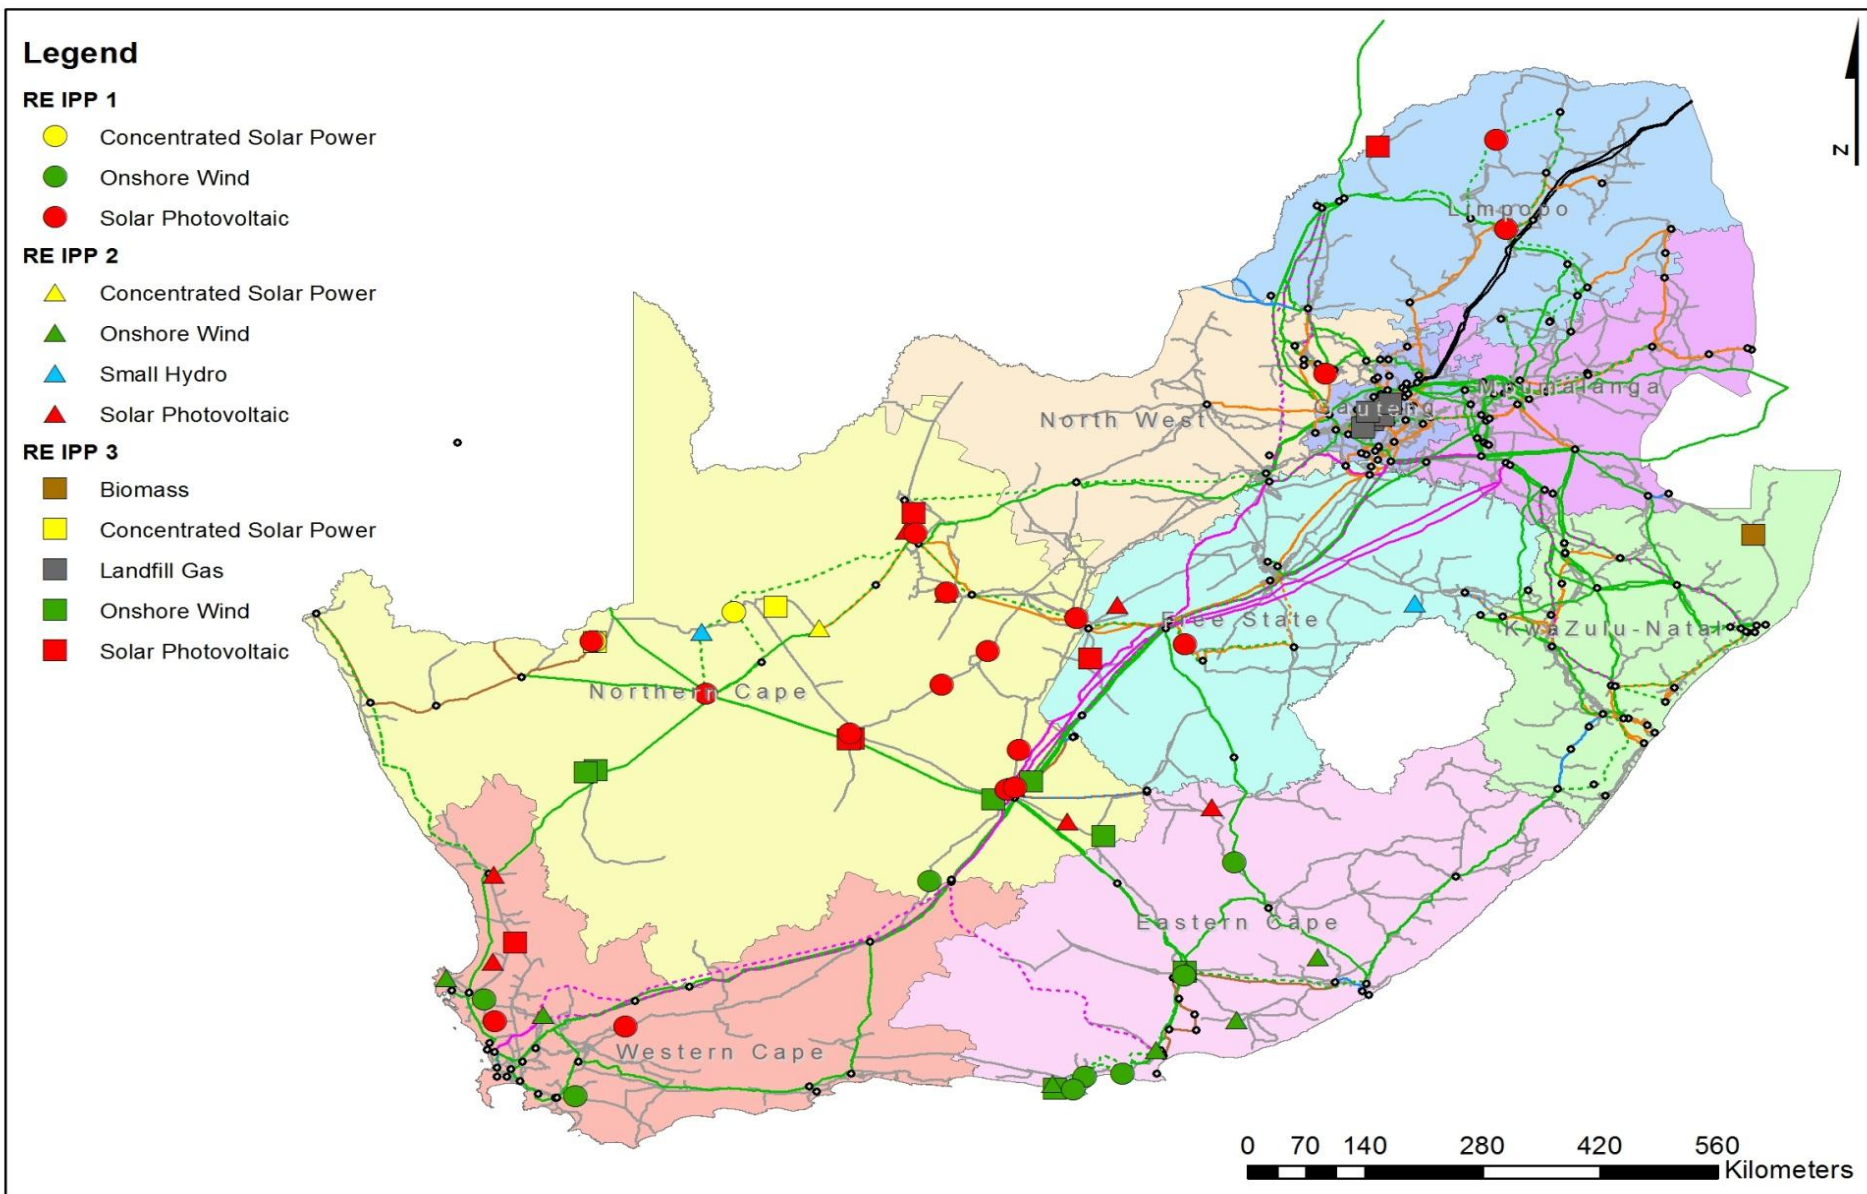 Legend
RE IPP 1
Concentrated Solar Power
Onshore Wind
Solar Photovoltaic
RE IPP 2
Concentrated Solar Power
Onshore Wind
Small Hydro
Solar Photovoltaic
RE IPP 3
Biomass
Concentrated Solar Power
Landfill Gas
Onshore Wind
Solar Photovoltaic
N
Limpopo
Mpumalanga
Gauteng
North West
Free State
KwaZulu-Natal
Northern Cape
Eastern Cape
Western Cape
0 70 140 280 420 560
Kilometers